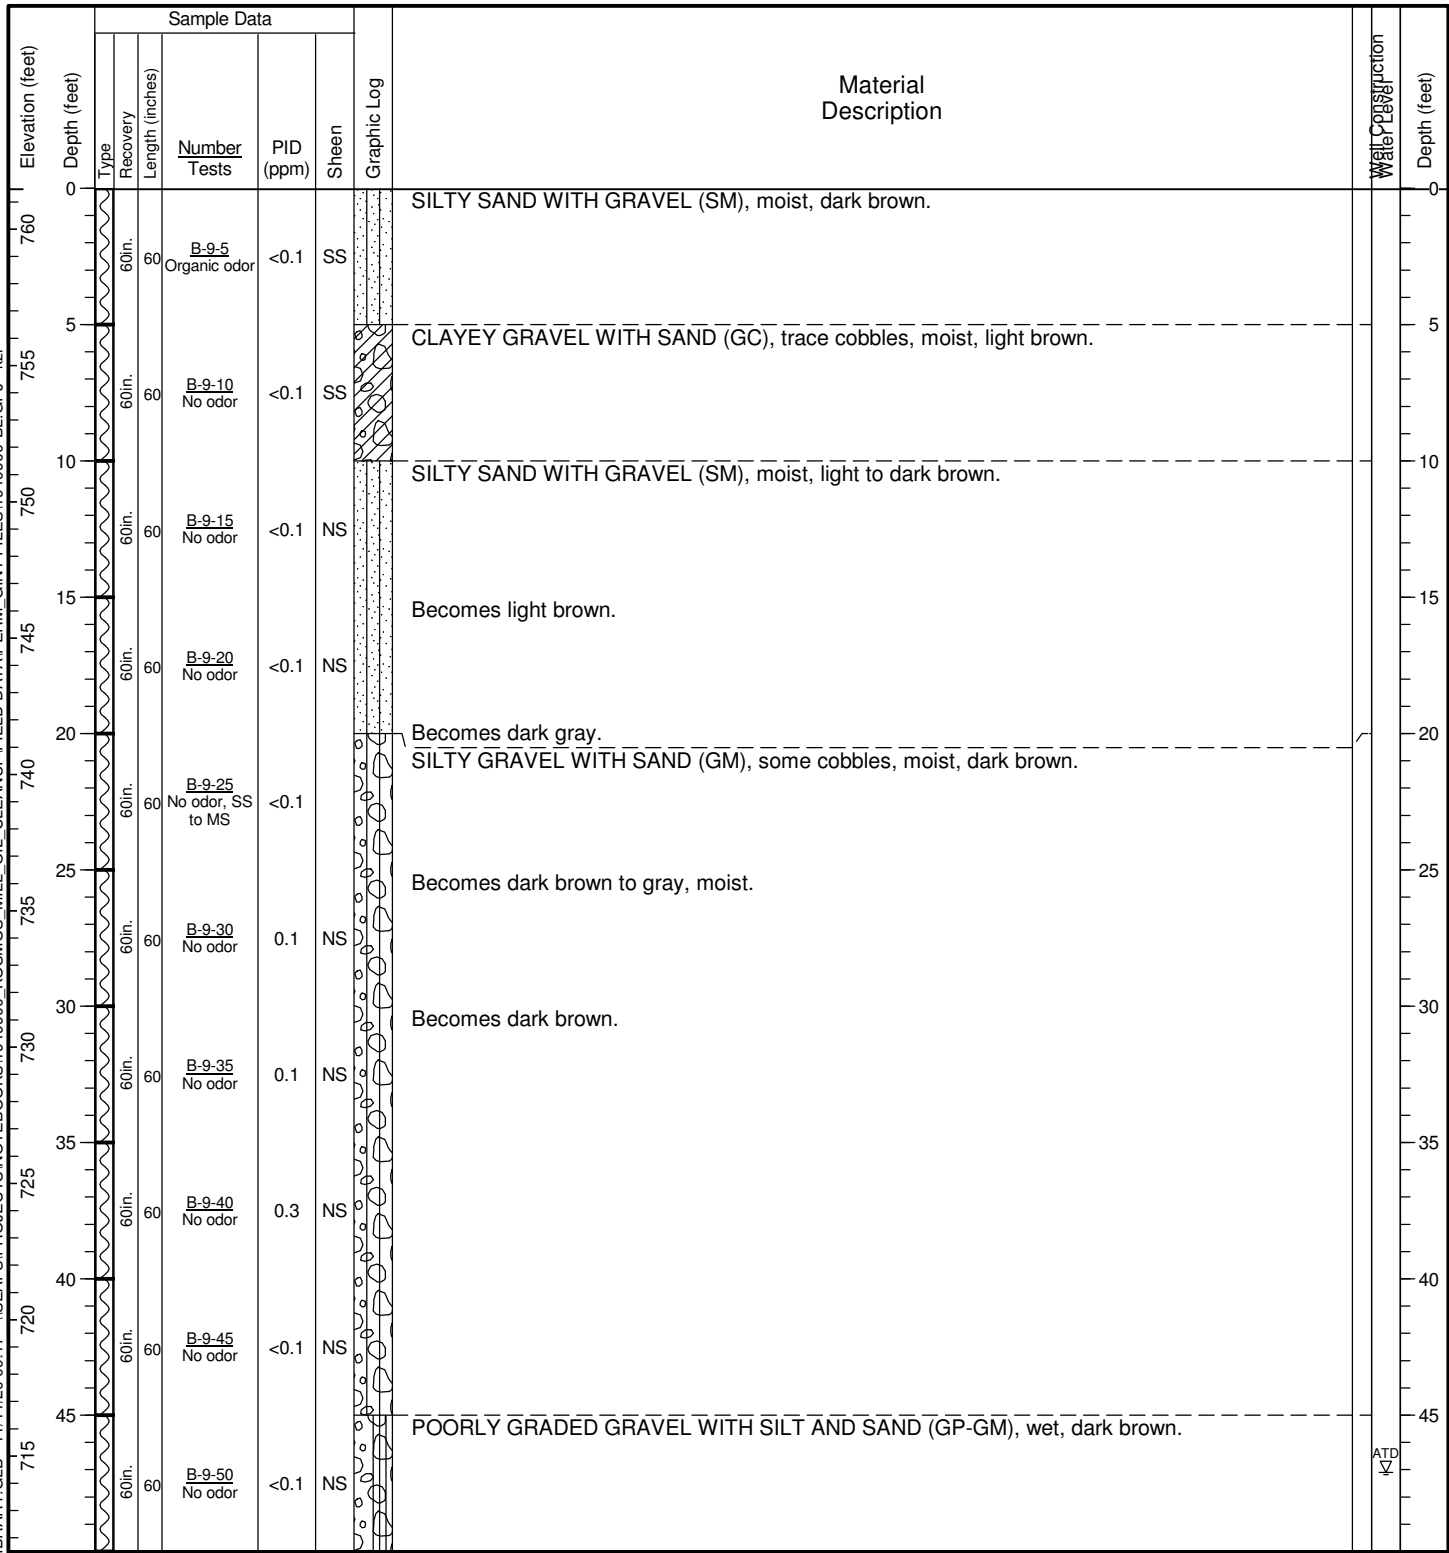 Sample Data
Elevation (feet)
Depth (feet)
Type
Recovery
Length (inches)
Number
Tests
PID
(ppm)
Sheen
Graphic Log
Material
Description
Well Construction
Water Level
Depth (feet)
0
SILTY SAND WITH GRAVEL (SM), moist, dark brown.
0
760
60in.
60
B-9-5
Organic odor
<0.1
SS
5
CLAYEY GRAVEL WITH SAND (GC), trace cobbles, moist, light brown.
5
755
60in.
60
B-9-10
No odor
<0.1
SS
10
SILTY SAND WITH GRAVEL (SM), moist, light to dark brown.
10
750
60in.
60
B-9-15
No odor
<0.1
NS
15
Becomes light brown.
15
745
60in.
60
B-9-20
No odor
<0.1
NS
20
Becomes dark gray.
20
SILTY GRAVEL WITH SAND (GM), some cobbles, moist, dark brown.
740
60in.
60
B-9-25
No odor, SS
to MS
<0.1
25
Becomes dark brown to gray, moist.
25
735
60in.
60
B-9-30
No odor
0.1
NS
30
Becomes dark brown.
30
730
60in.
60
B-9-35
No odor
0.1
NS
35
35
725
60in.
60
B-9-40
No odor
0.3
NS
40
40
720
60in.
60
B-9-45
No odor
<0.1
NS
45
POORLY GRADED GRAVEL WITH SILT AND SAND (GP-GM), wet, dark brown.
45
715
60in.
60
B-9-50
No odor
<0.1
NS
ATD